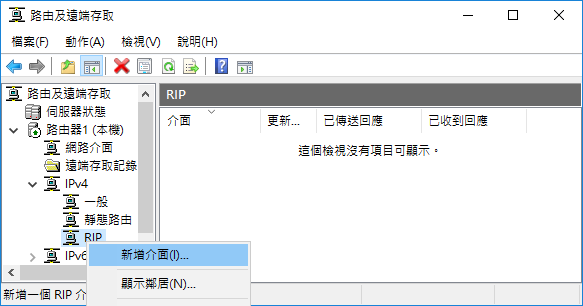 路由及遠端存取
檔案(F) 動作(A) 檢視(V) 說明(H)
路由及遠端存取
伺服器狀態
路由器1 (本機)
網路介面
遠端存取記錄
IPv4
一般
靜態路由
RIP
IPv6
RIP
介面 更新... 已傳送回應 已收到回應
這個檢視沒有項目可顯示。
新增介面(I)...
顯示鄰居(N)...
新增一個 RIP 介